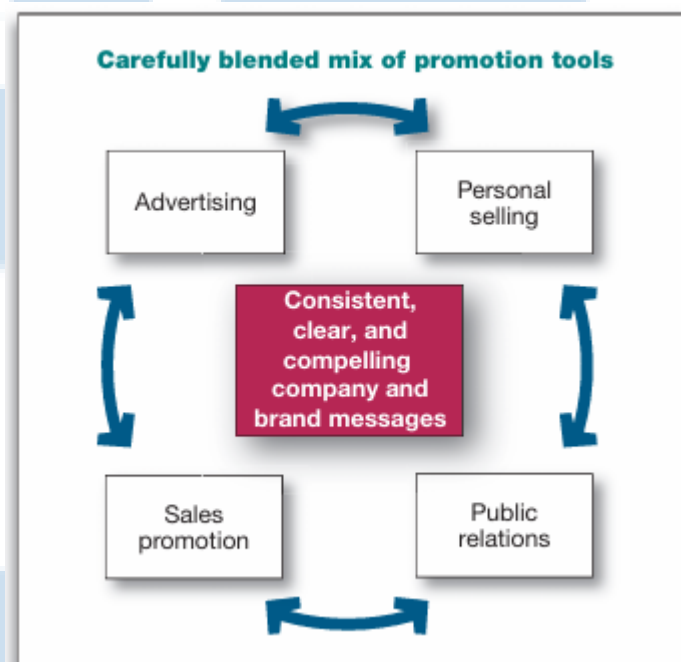 Carefully blended mix of promotion tools
Advertising
Personal
selling
Consistent,
clear, and
compelling
company and
brand messages
Sales
promotion
Public
relations